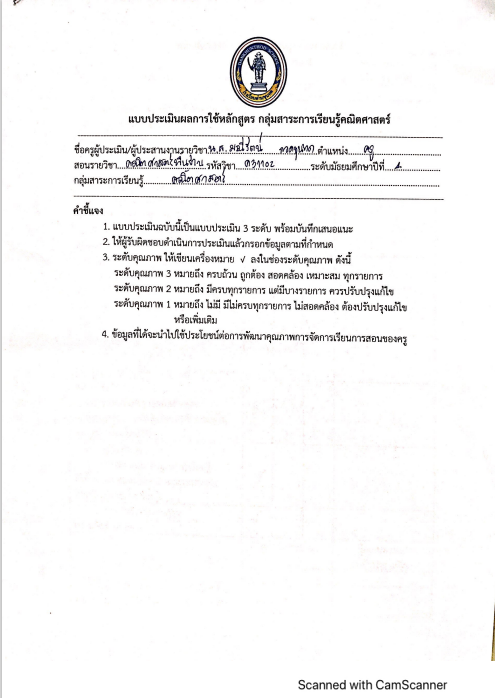 แบบประเมินผลการใช้หลักสูตร กลุ่มสาระการเรียนรู้คณิตศาสตร์
ชื่อครูผู้ประเมิน/ผู้ประสานงานรายวิชา น.ส. มณีรัตน์ ตำแหน่ง ครู
สอนรายวิชา คณิตศาสตร์พื้นฐาน รหัสวิชา ค31102 ระดับมัธยมศึกษาปีที่
กลุ่มสาระการเรียนรู้ คณิตศาสตร์
คำชี้แจง
1. แบบประเมินฉบับนี้เป็นแบบประเมิน 3 ระดับ พร้อมบันทึกเสนอแนะ
2. ให้ผู้รับผิดชอบดำเนินการประเมินแล้วกรอกข้อมูลตามที่กำหนด
3. ระดับคุณภาพ ให้เขียนเครื่องหมาย √ ลงในช่องระดับคุณภาพ ดังนี้
ระดับคุณภาพ 3 หมายถึง ครบถ้วน ถูกต้อง สอดคล้อง เหมาะสม ทุกรายการ
ระดับคุณภาพ 2 หมายถึง มีครบทุกรายการ แต่มีบางรายการ ควรปรับปรุงแก้ไข
ระดับคุณภาพ 1 หมายถึง ไม่มี มีไม่ครบทุกรายการ ไม่สอดคล้อง ต้องปรับปรุงแก้ไข
หรือเพิ่มเติม
4. ข้อมูลที่ได้จะนำไปใช้ประโยชน์ต่อการพัฒนาคุณภาพการจัดการเรียนการสอนของครู
Scanned with CamScanner